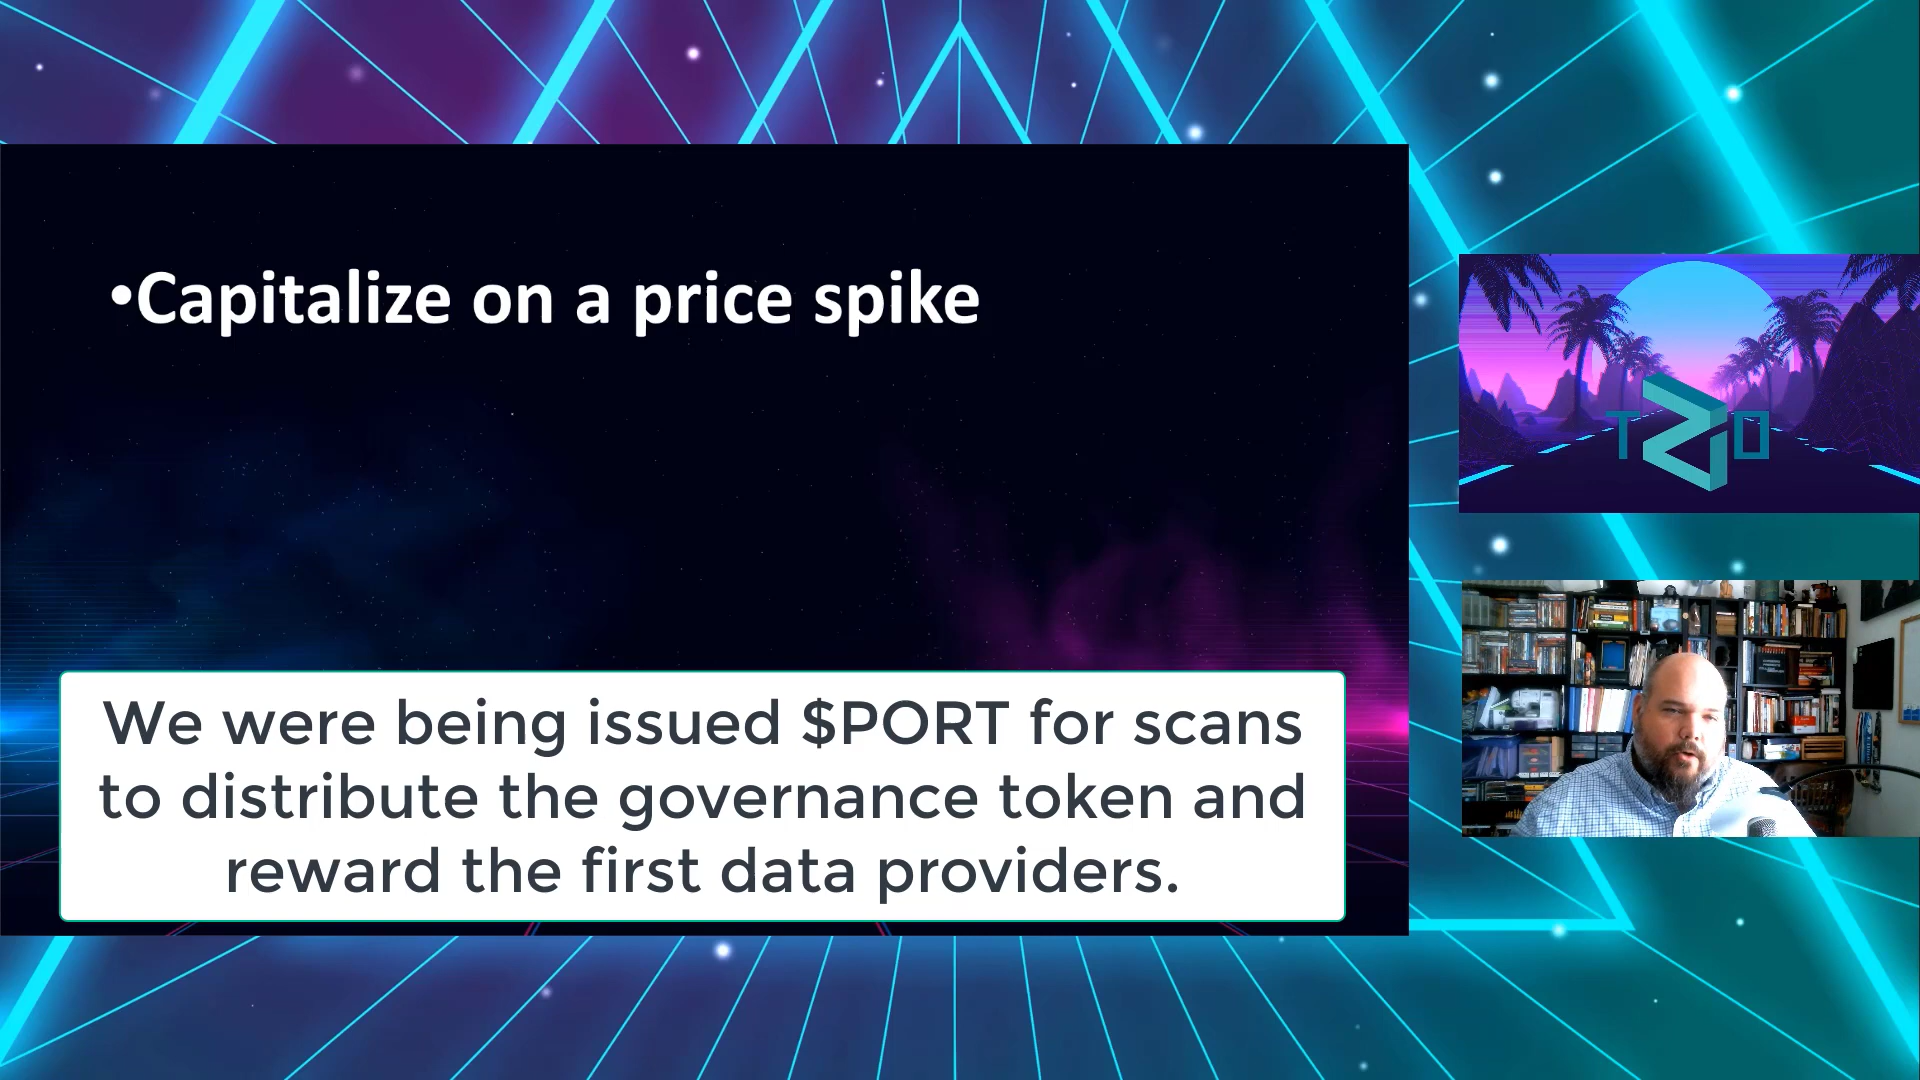 •Capitalize on a price spike
We were being issued $PORT for scans
to distribute the governance token and
reward the first data providers.